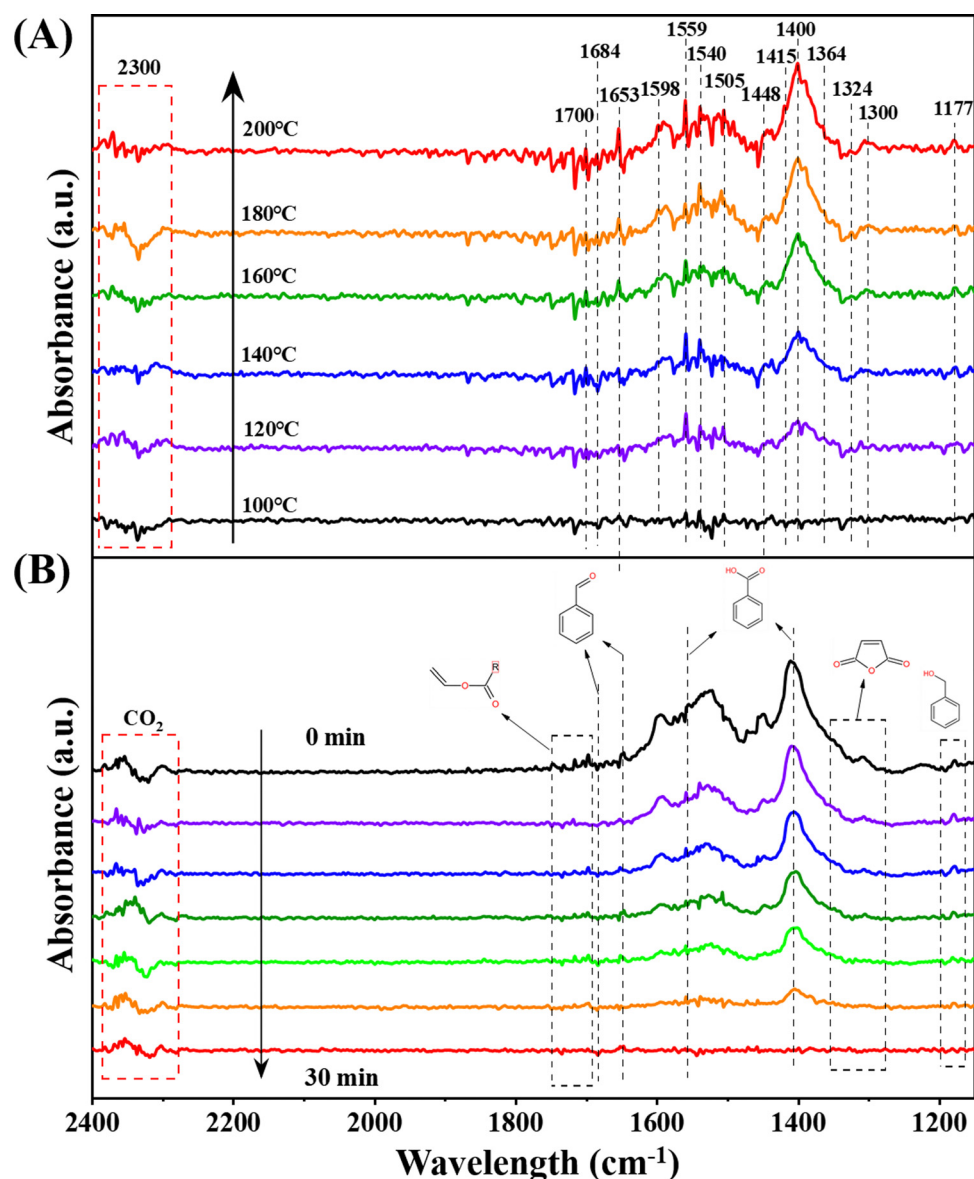 (A)
2300
1700
1684
1653
1598
1559
1540
1505
1448
1415
1400
1364
1324
1300
1177
200°C
180°C
160°C
140°C
120°C
100°C
Absorbance (a.u.)
(B)
CO2
0 min
30 min
O
R
O
O
HO
O
O
O
O
HO
Absorbance (a.u.)
2400 2200 2000 1800 1600 1400 1200
Wavelength (cm-1)